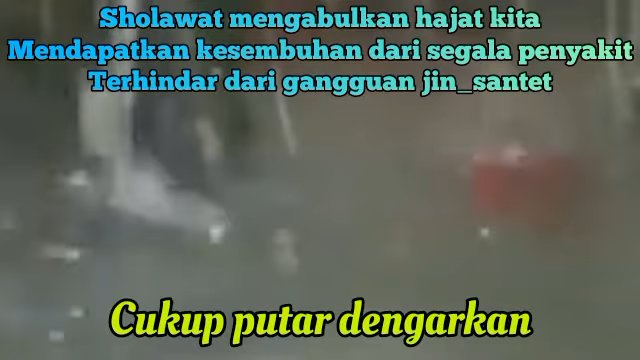 Sholawat mengabulkan hajat kita
Mendapatkan kesembuhan dari segala penyakit
Terhindar dari gangguan jin_santet
Cukup putar dengarkan